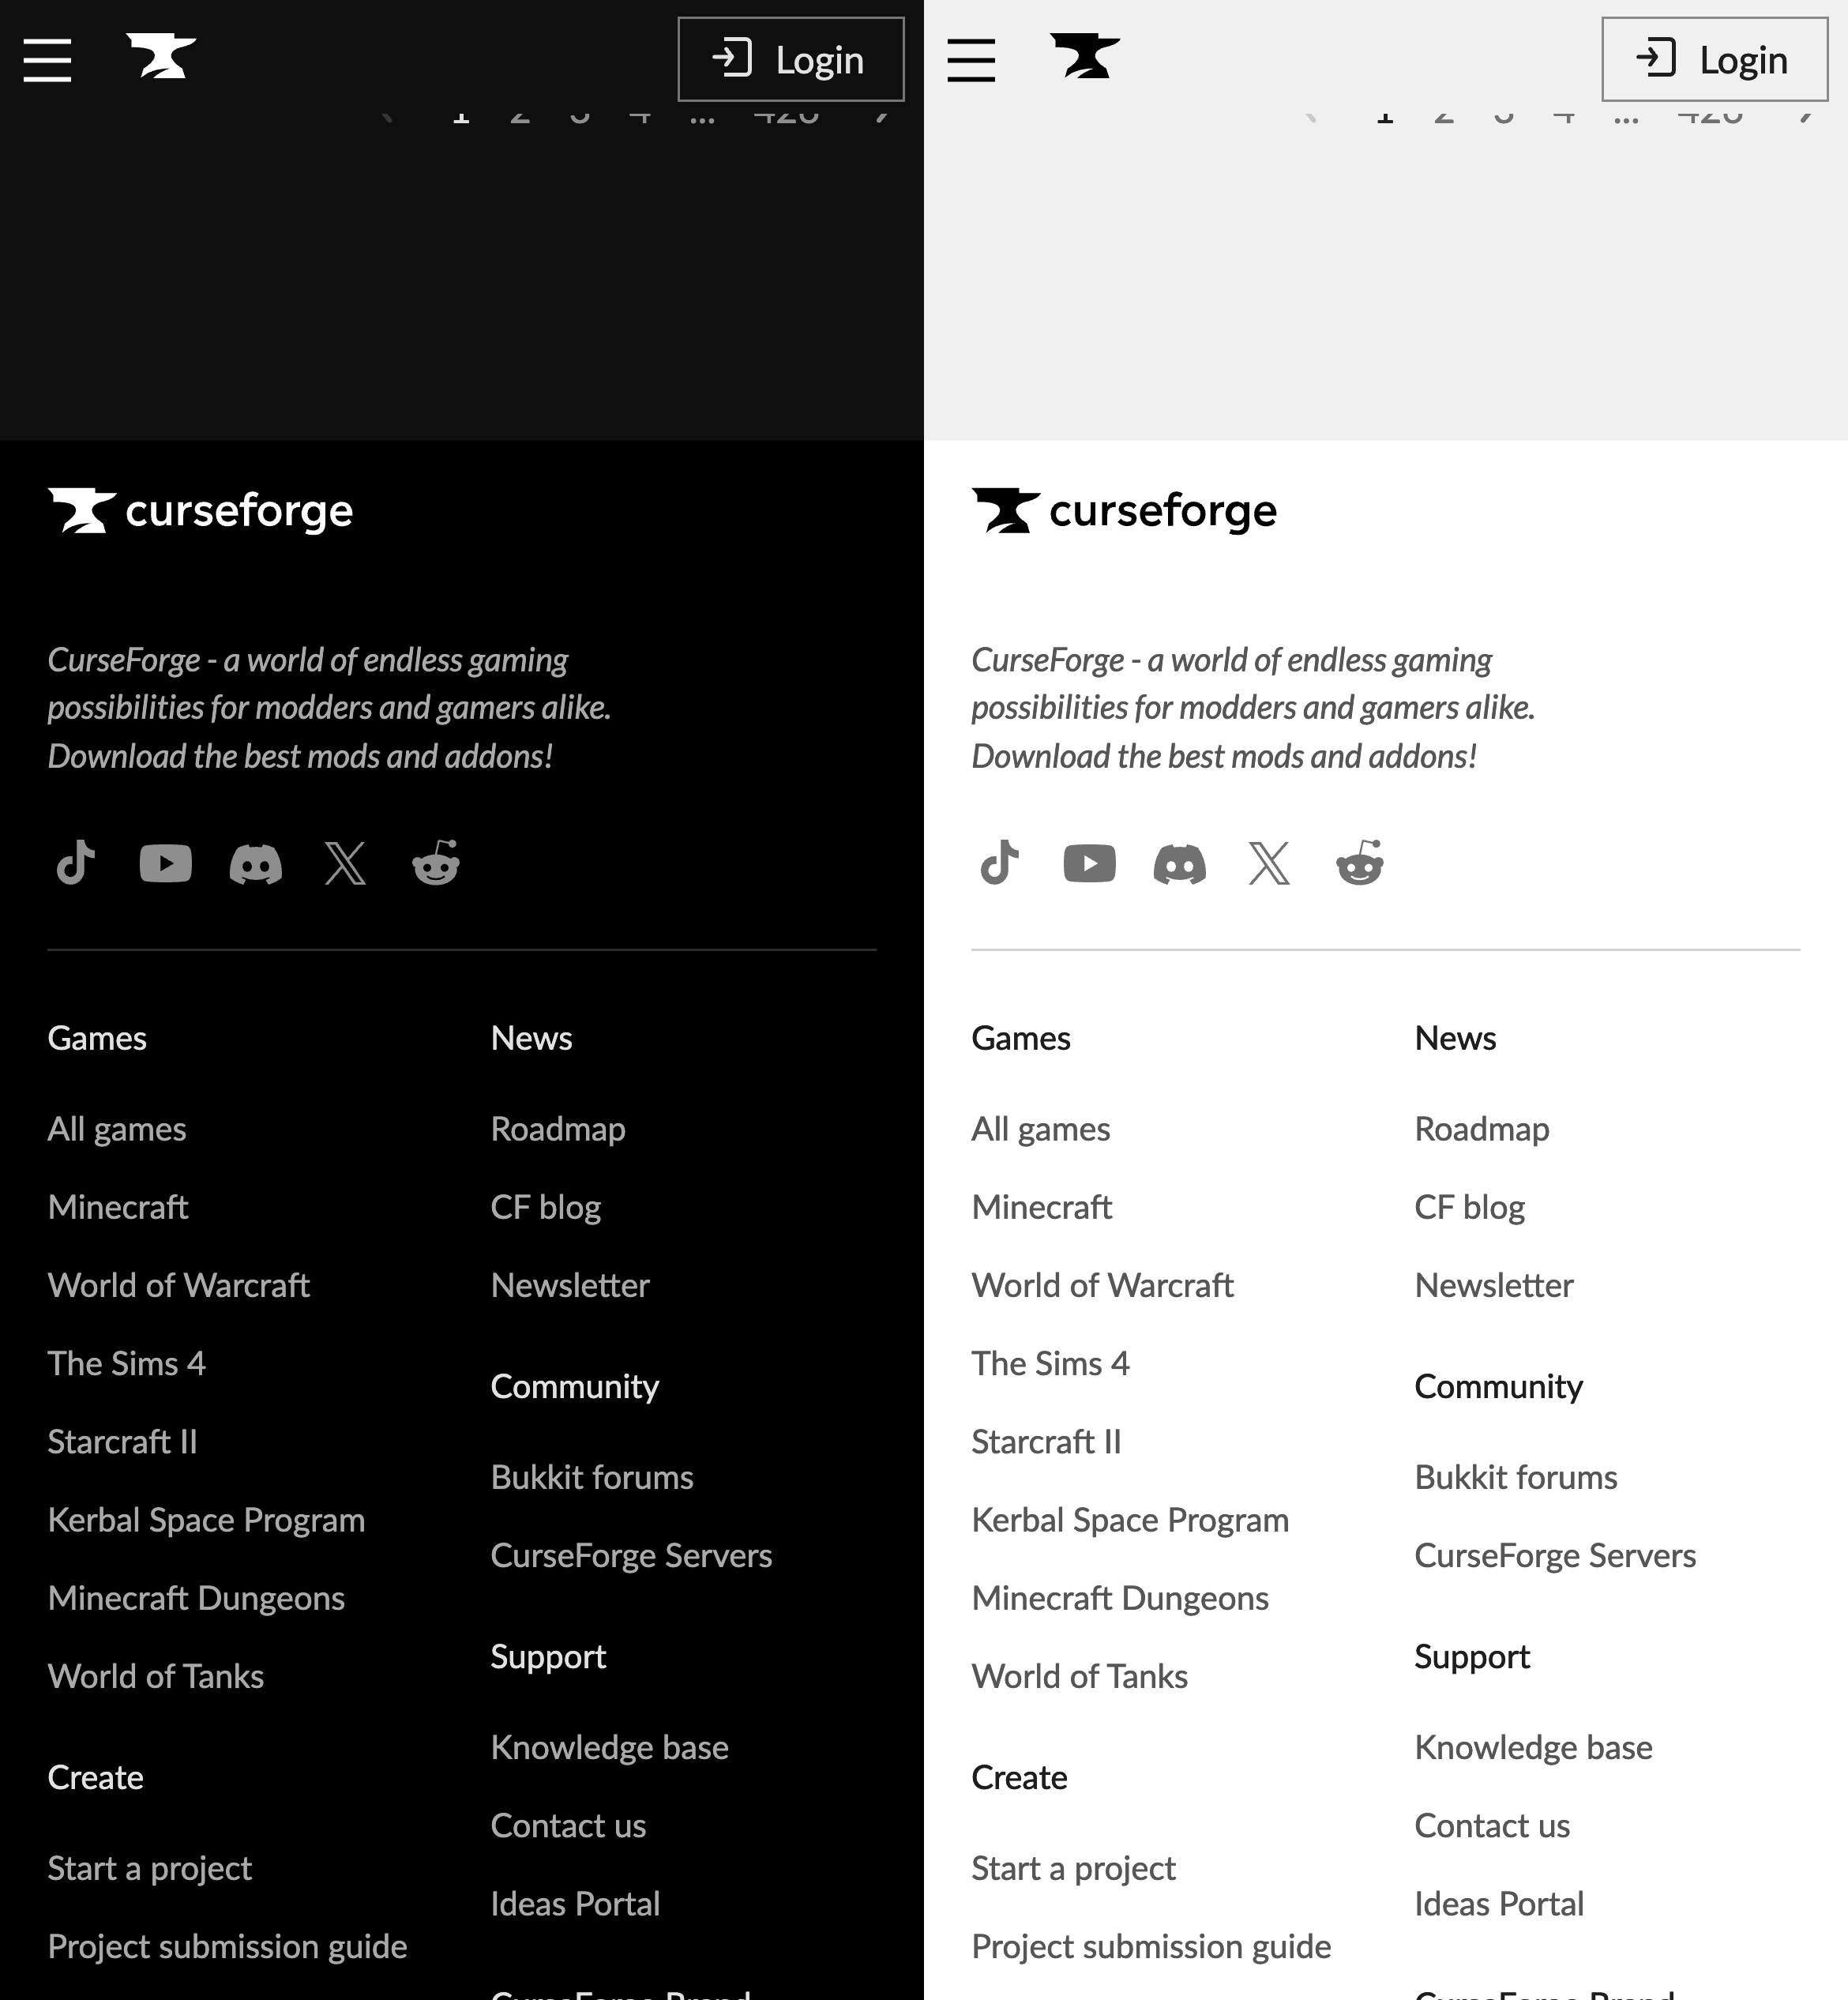 Login
1 2 3 4 ...
curseforge
CurseForge - a world of endless gaming
possibilities for modders and gamers alike.
Download the best mods and addons!
Games
All games
Minecraft
World of Warcraft
The Sims 4
Starcraft II
Kerbal Space Program
Minecraft Dungeons
World of Tanks
Create
Start a project
Project submission guide
News
Roadmap
CF blog
Newsletter
Community
Bukkit forums
CurseForge Servers
Support
Knowledge base
Contact us
Ideas Portal
CurseForge Brand
Login
1 2 3 4 ...
curseforge
CurseForge - a world of endless gaming
possibilities for modders and gamers alike.
Download the best mods and addons!
Games
All games
Minecraft
World of Warcraft
The Sims 4
Starcraft II
Kerbal Space Program
Minecraft Dungeons
World of Tanks
Create
Start a project
Project submission guide
News
Roadmap
CF blog
Newsletter
Community
Bukkit forums
CurseForge Servers
Support
Knowledge base
Contact us
Ideas Portal
CurseForge Brand